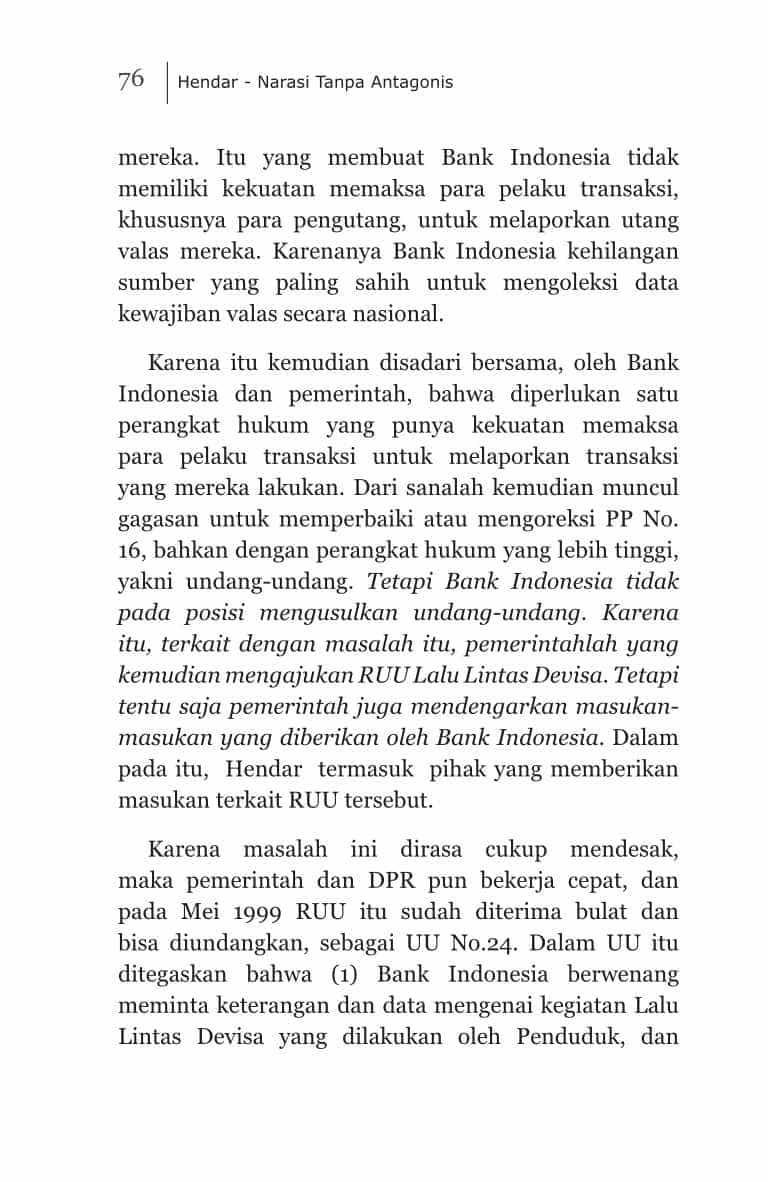 76
Hendar - Narasi Tanpa Antagonis
mereka. Itu yang membuat Bank Indonesia tidak
memiliki kekuatan memaksa para pelaku transaksi,
khususnya para pengutang, untuk melaporkan utang
valas mereka. Karenanya Bank Indonesia kehilangan
sumber yang paling sahih untuk mengoleksi data
kewajiban valas secara nasional.
Karena itu kemudian disadari bersama, oleh Bank
Indonesia dan pemerintah, bahwa diperlukan satu
perangkat hukum yang punya kekuatan memaksa
para pelaku transaksi untuk melaporkan transaksi
yang mereka lakukan. Dari sanalah kemudian muncul
gagasan untuk memperbaiki atau mengoreksi PP No.
16, bahkan dengan perangkat hukum yang lebih tinggi,
yakni undang-undang. Tetapi Bank Indonesia tidak
pada posisi mengusulkan undang-undang. Karena
itu, terkait dengan masalah itu, pemerintahlah yang
kemudian mengajukan RUU Lalu Lintas Devisa. Tetapi
tentu saja pemerintah juga mendengarkan masukan-
masukan yang diberikan oleh Bank Indonesia. Dalam
pada itu, Hendar termasuk pihak yang memberikan
masukan terkait RUU tersebut.
Karena masalah ini dirasa cukup mendesak,
maka pemerintah dan DPR pun bekerja cepat, dan
pada Mei 1999 RUU itu sudah diterima bulat dan
bisa diundangkan, sebagai UU No.24. Dalam UU itu
ditegaskan bahwa (1) Bank Indonesia berwenang
meminta keterangan dan data mengenai kegiatan Lalu
Lintas Devisa yang dilakukan oleh Penduduk, dan